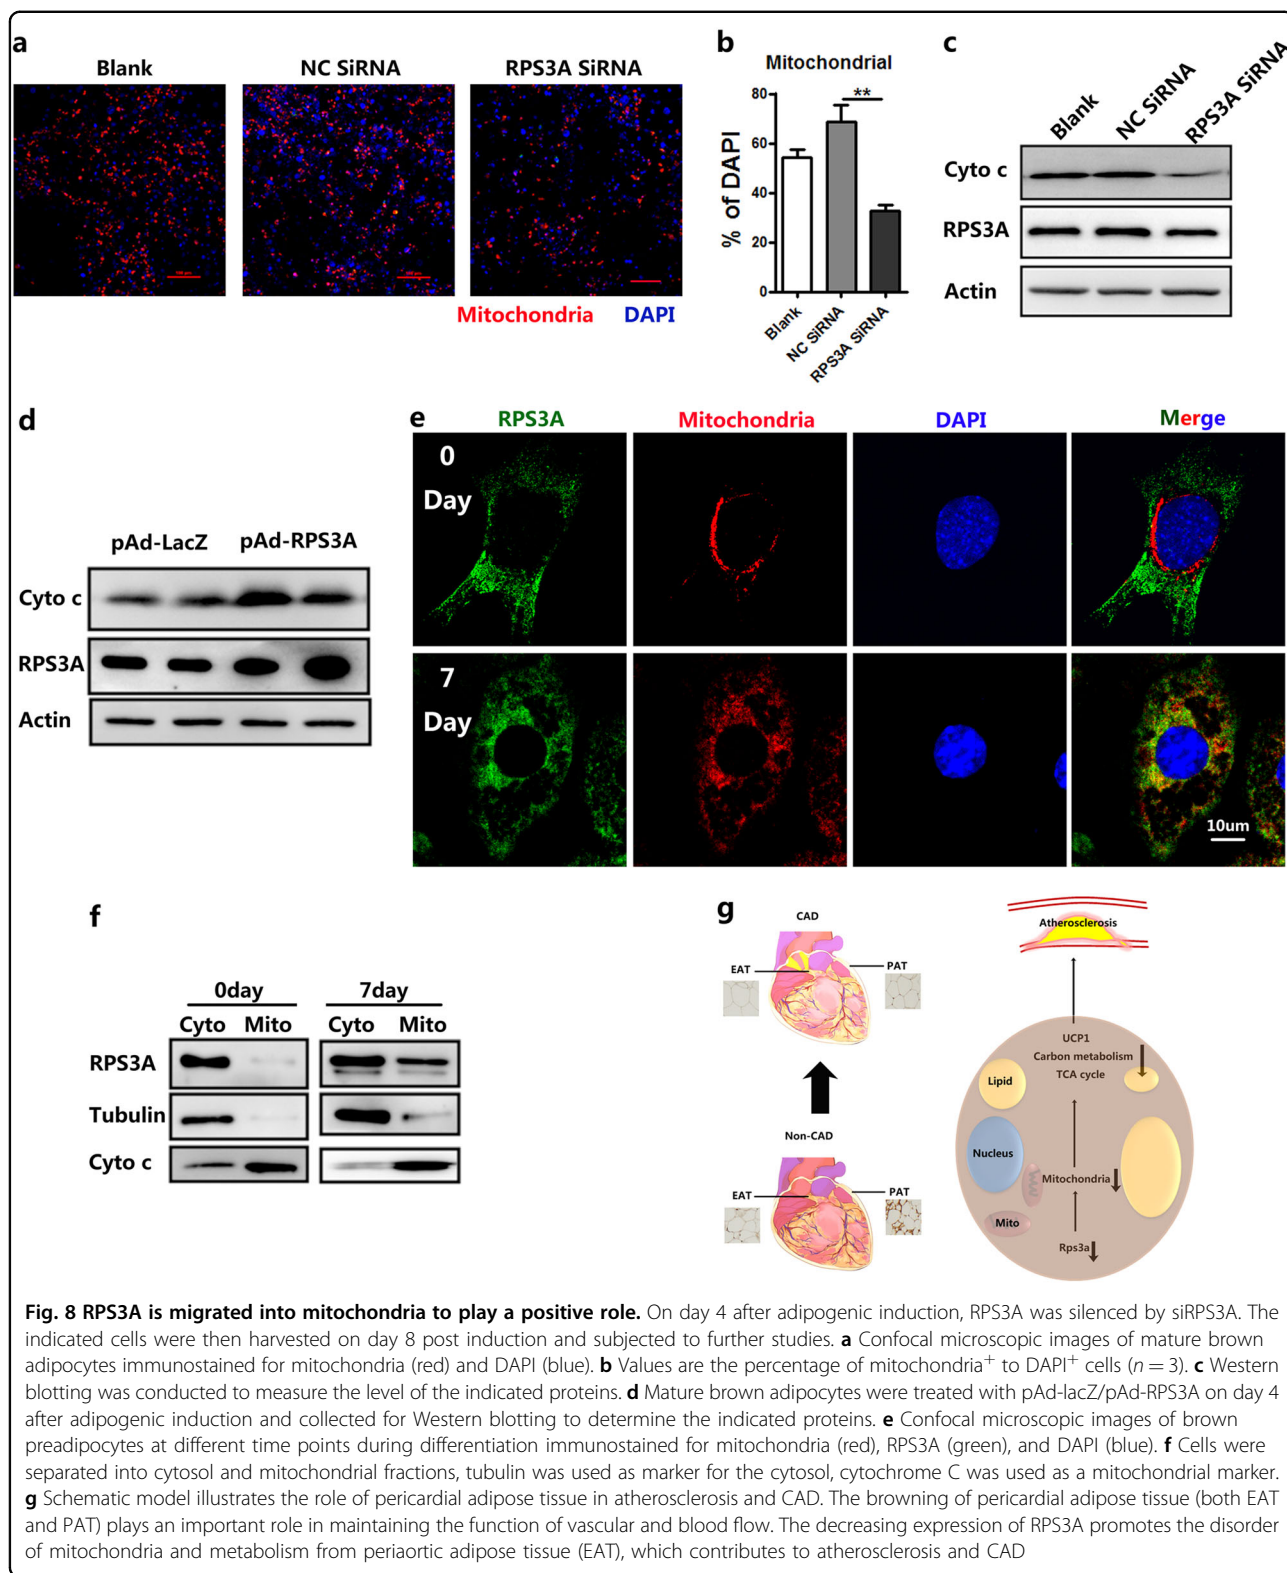 a
Blank
NC SiRNA
RPS3A SiRNA
Mitochondria DAPI
b
Mitochondrial
% of DAPI
80
60
40
20
0
**
Blank
NC SiRNA
RPS3A SiRNA
c
Blank
NC SiRNA
RPS3A SiRNA
Cyto c
RPS3A
Actin
d
pAd-LacZ pAd-RPS3A
Cyto c
RPS3A
Actin
e
RPS3A
Mitochondria
DAPI
Merge
0
Day
7
Day
10um
f
0day 7day
Cyto Mito Cyto Mito
RPS3A
Tubulin
Cyto c
g
CAD
EAT
PAT
Non-CAD
EAT
PAT
Atherosclerosis
UCP1
Carbon metabolism
TCA cycle
Lipid
Nucleus
Mitochondria
Mito
Rps3a
Fig. 8 RPS3A is migrated into mitochondria to play a positive role. On day 4 after adipogenic induction, RPS3A was silenced by siRPS3A. The
indicated cells were then harvested on day 8 post induction and subjected to further studies. a Confocal microscopic images of mature brown
adipocytes immunostained for mitochondria (red) and DAPI (blue). b Values are the percentage of mitochondria⁺ to DAPI⁺ cells (n = 3). c Western
blotting was conducted to measure the level of the indicated proteins. d Mature brown adipocytes were treated with pAd-lacZ/pAd-RPS3A on day 4
after adipogenic induction and collected for Western blotting to determine the indicated proteins. e Confocal microscopic images of brown
preadipocytes at different time points during differentiation immunostained for mitochondria (red), RPS3A (green), and DAPI (blue). f Cells were
separated into cytosol and mitochondrial fractions, tubulin was used as marker for the cytosol, cytochrome C was used as a mitochondrial marker.
g Schematic model illustrates the role of pericardial adipose tissue in atherosclerosis and CAD. The browning of pericardial adipose tissue (both EAT
and PAT) plays an important role in maintaining the function of vascular and blood flow. The decreasing expression of RPS3A promotes the disorder
of mitochondria and metabolism from periaortic adipose tissue (EAT), which contributes to atherosclerosis and CAD